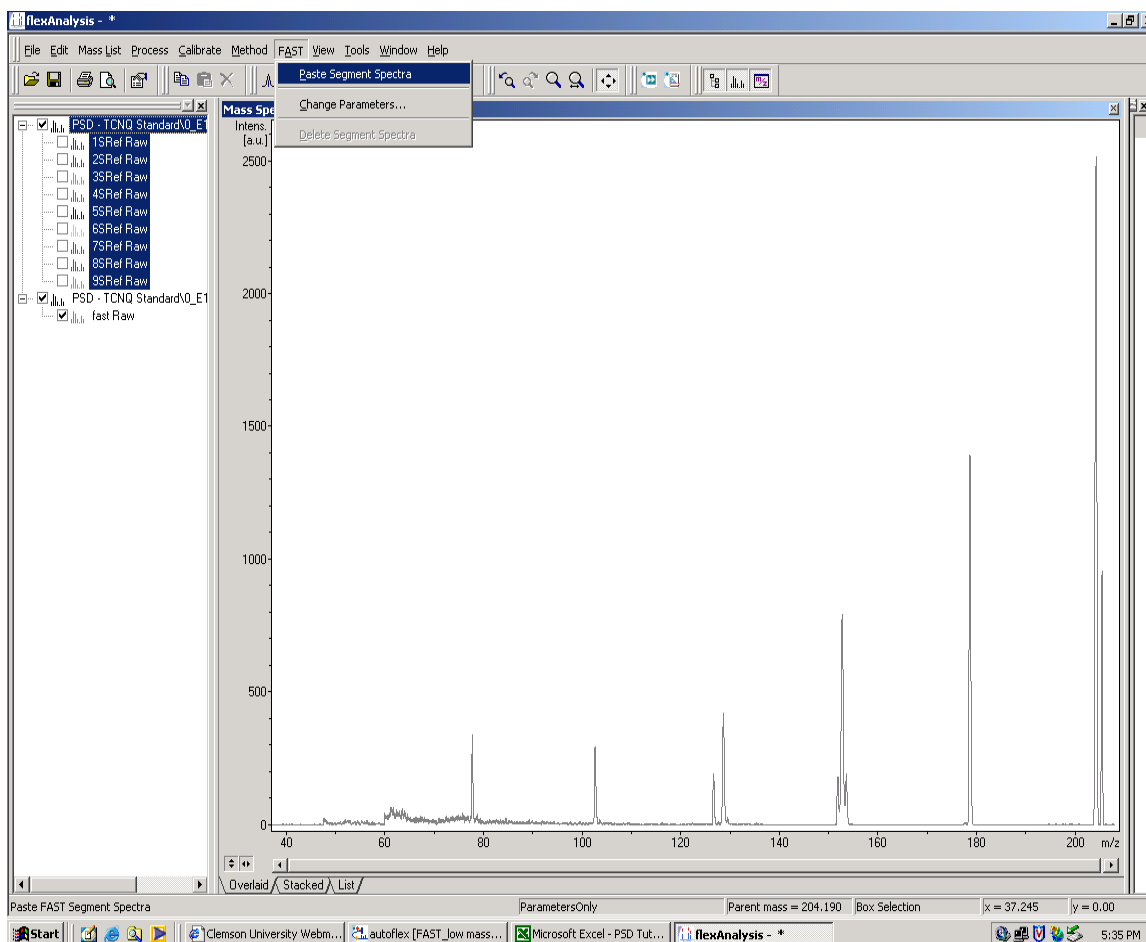 flexAnalysis - *
File Edit Mass List Process Calibrate Method FAST View Tools Window Help
Paste Segment Spectra
Change Parameters...
Delete Segment Spectra
Mass Spe
PSD - TCNQ Standard\0_E1
1SRef Raw
2SRef Raw
3SRef Raw
4SRef Raw
5SRef Raw
6SRef Raw
7SRef Raw
8SRef Raw
9SRef Raw
PSD - TCNQ Standard\0_E1
fast Raw
Intens.
[a.u.]
2500
2000
1500
1000
500
0
40 60 80 100 120 140 160 180 200 m/z
Overlaid Stacked List
Paste FAST Segment Spectra ParametersOnly Parent mass = 204.190 Box Selection x = 37.245 y = 0.00
Start Clemson University Webm... autoflex [FAST_low mass... Microsoft Excel - PSD Tut... flexAnalysis - * 5:35 PM